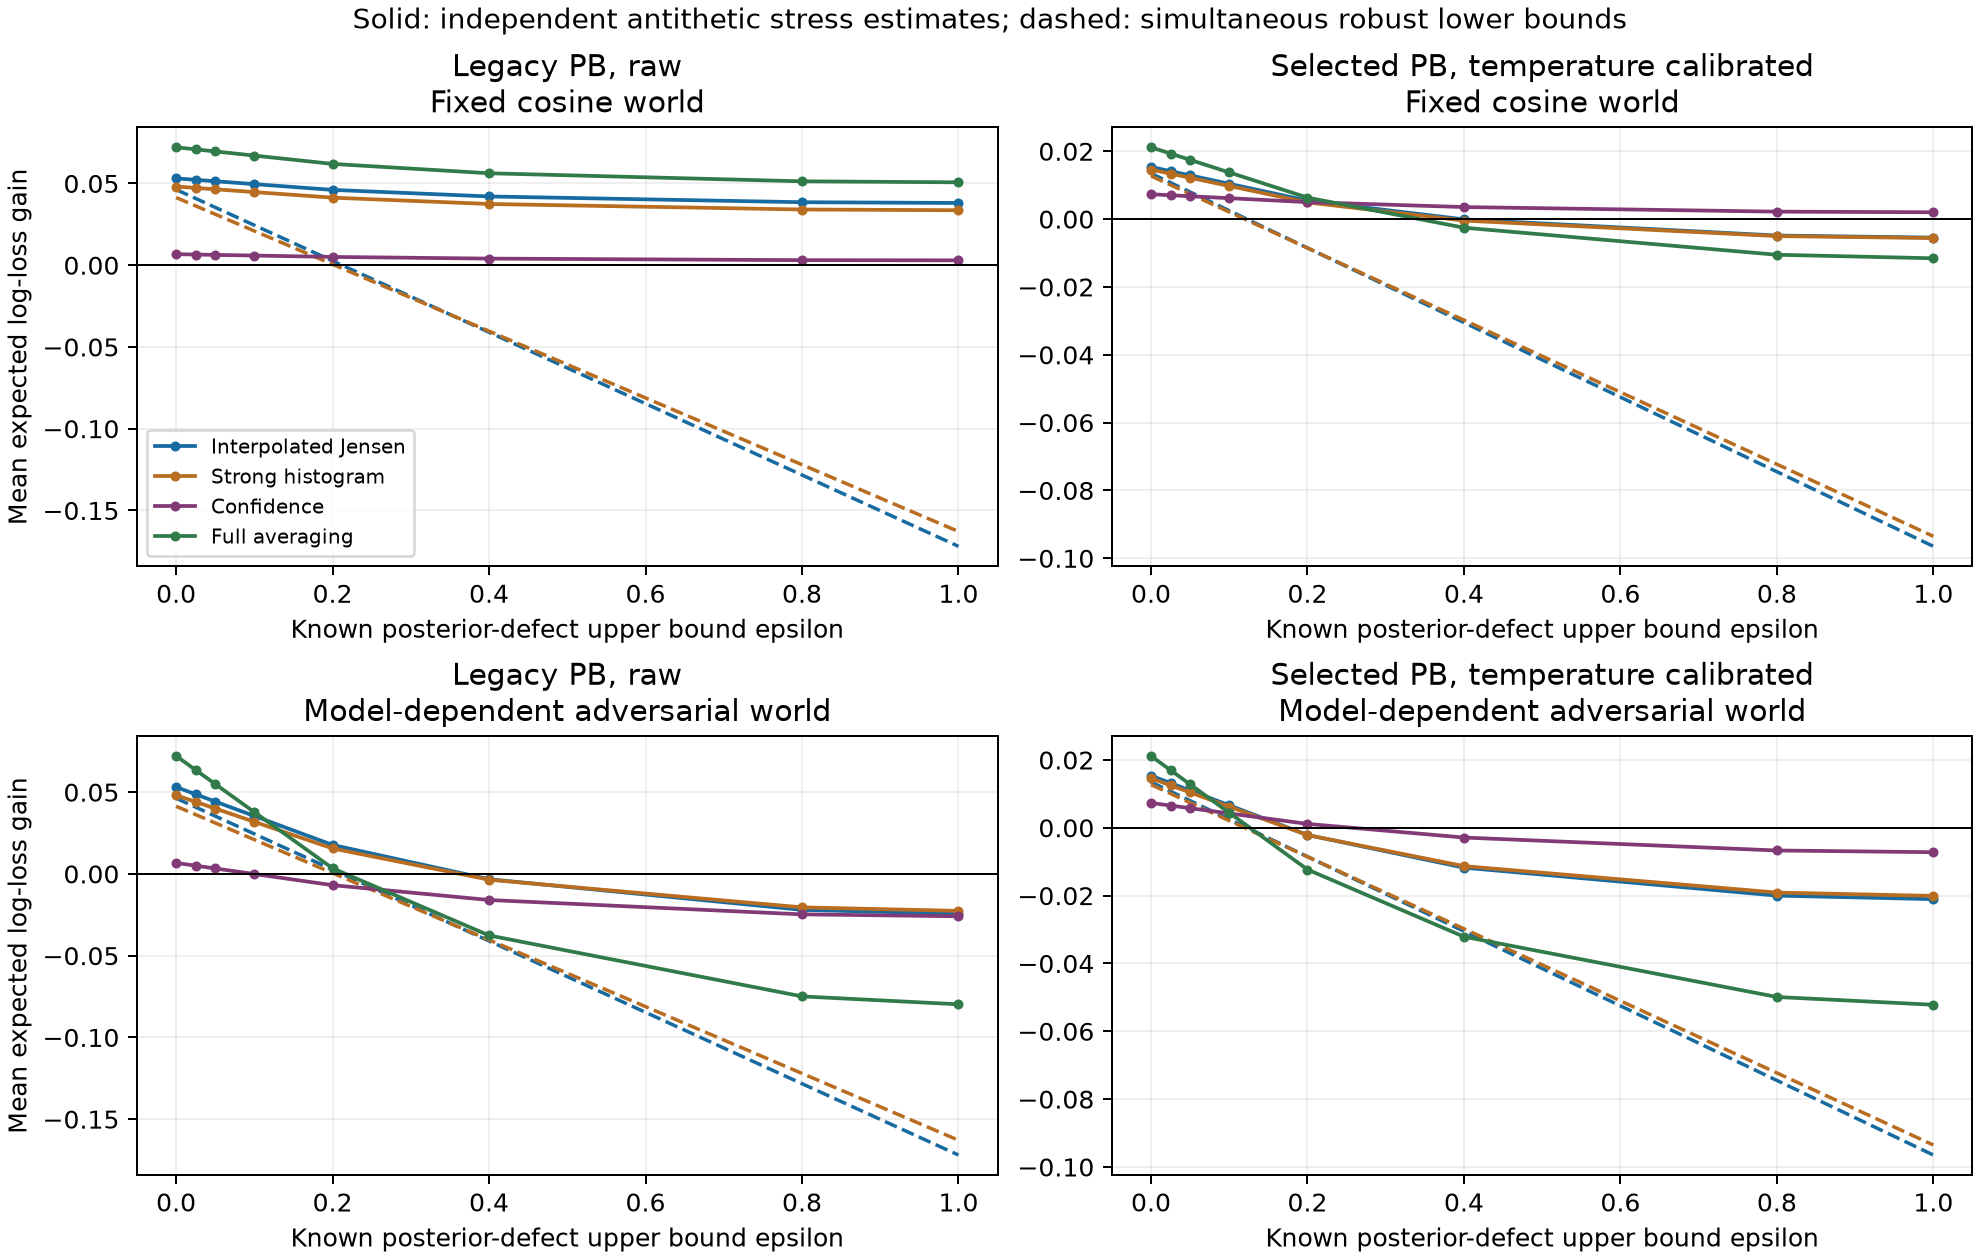 Solid: independent antithetic stress estimates; dashed: simultaneous robust lower bounds
Legacy PB, raw
Fixed cosine world
Mean expected log-loss gain
0.05
0.00
−0.05
−0.10
−0.15
Interpolated Jensen
Strong histogram
Confidence
Full averaging
0.0 0.2 0.4 0.6 0.8 1.0
Known posterior-defect upper bound epsilon
Selected PB, temperature calibrated
Fixed cosine world
0.02
0.00
−0.02
−0.04
−0.06
−0.08
−0.10
0.0 0.2 0.4 0.6 0.8 1.0
Known posterior-defect upper bound epsilon
Legacy PB, raw
Model-dependent adversarial world
Mean expected log-loss gain
0.05
0.00
−0.05
−0.10
−0.15
0.0 0.2 0.4 0.6 0.8 1.0
Known posterior-defect upper bound epsilon
Selected PB, temperature calibrated
Model-dependent adversarial world
0.02
0.00
−0.02
−0.04
−0.06
−0.08
−0.10
0.0 0.2 0.4 0.6 0.8 1.0
Known posterior-defect upper bound epsilon